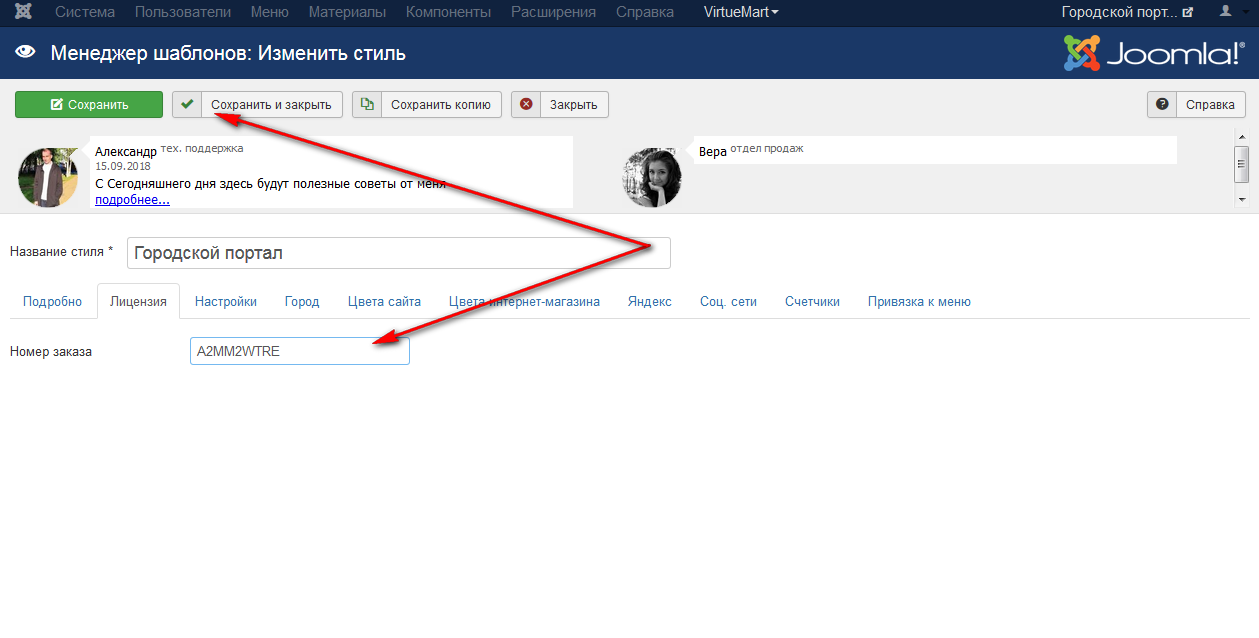 Система Пользователи Меню Материалы Компоненты Расширения Справка VirtueMart Городской порт...
Менеджер шаблонов: Изменить стиль Joomla!®
Сохранить Сохранить и закрыть Сохранить копию Закрыть ? Справка
Александр тех. поддержка
15.09.2018
С Сегодняшнего дня здесь будут полезные советы от меня
подробнее...
Вера отдел продаж
Название стиля * Городской портал
Подробно Лицензия Настройки Город Цвета сайта Цвета интернет-магазина Яндекс Соц. сети Счетчики Привязка к меню
Номер заказа A2MM2WTRE